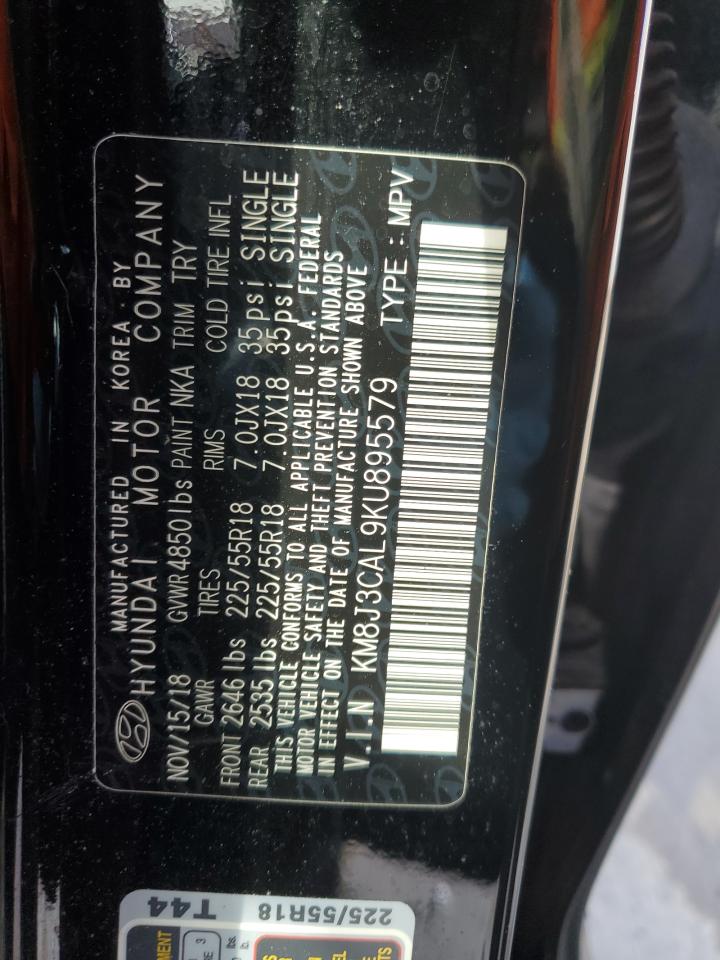 MANUFACTURED IN KOREA BY
HYUNDAI MOTOR COMPANY
NOV/15/18 GVWR 4850 lbs PAINT NKA TRIM TRY
GAWR TIRES RIMS COLD TIRE INFL
FRONT 2646 lbs 225/55R18 7.0JX18 35psi SINGLE
REAR 2535 lbs 225/55R18 7.0JX18 35psi SINGLE
THIS VEHICLE CONFORMS TO ALL APPLICABLE U.S.A. FEDERAL
MOTOR VEHICLE SAFETY AND THEFT PREVENTION STANDARDS
IN EFFECT ON THE DATE OF MANUFACTURE SHOWN ABOVE
V.I.N KM8J3CAL9KU895579 TYPE : MPV
225/55R18
T44